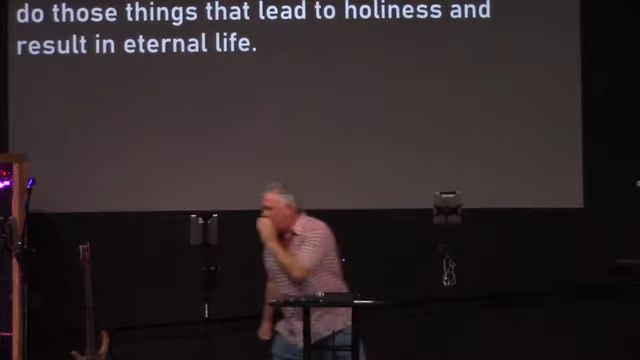 do those things that lead to holiness and
result in eternal life.